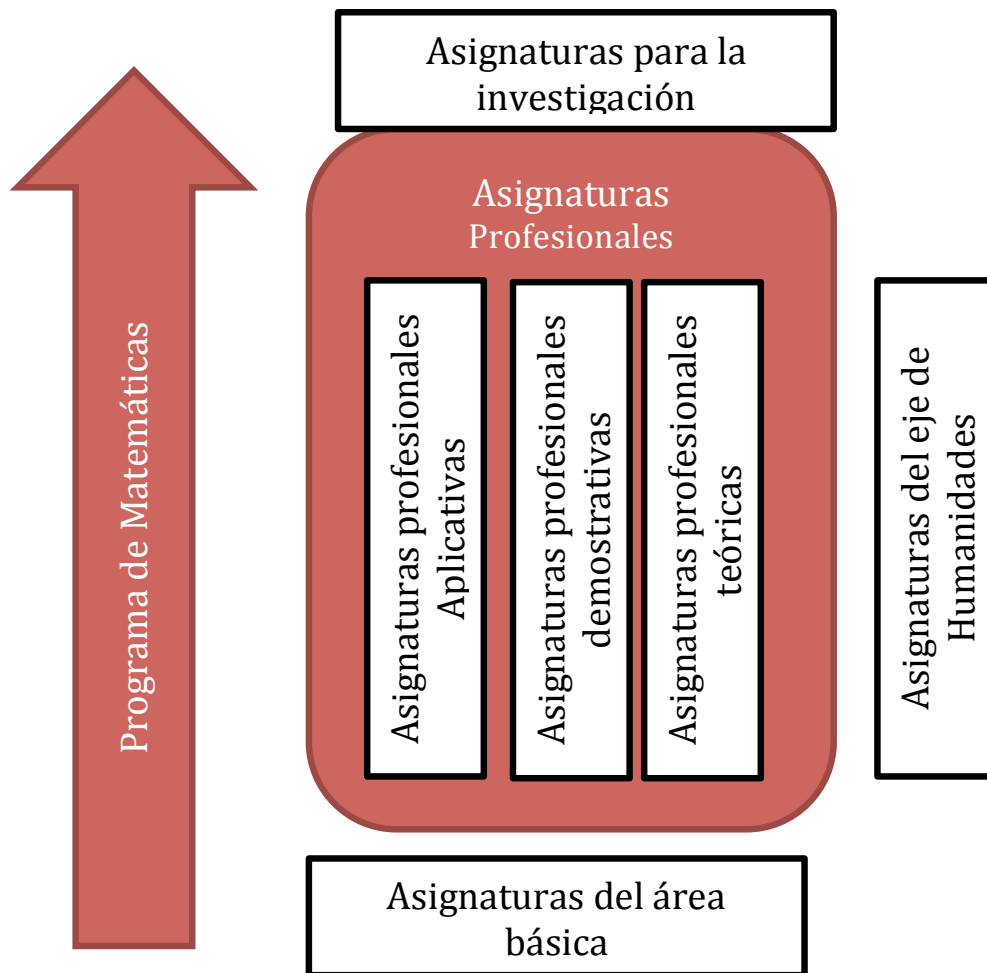 Asignaturas para la
investigación
Asignaturas
Profesionales
Programa de Matemáticas
Asignaturas profesionales
Aplicativas
Asignaturas profesionales
demostrativas
Asignaturas profesionales
teóricas
Asignaturas del eje de
Humanidades
Asignaturas del área
básica